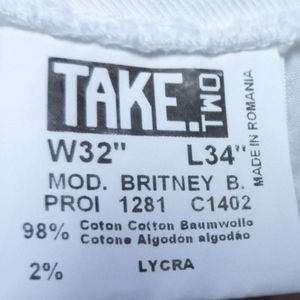 TAKE.
TWO
W32" L34"
MOD. BRITNEY B.
PROI 1281 C1402
98% Coton Cotton Baumwolle
Cotone Algodón algodão
2% LYCRA
MADE IN ROMANIA